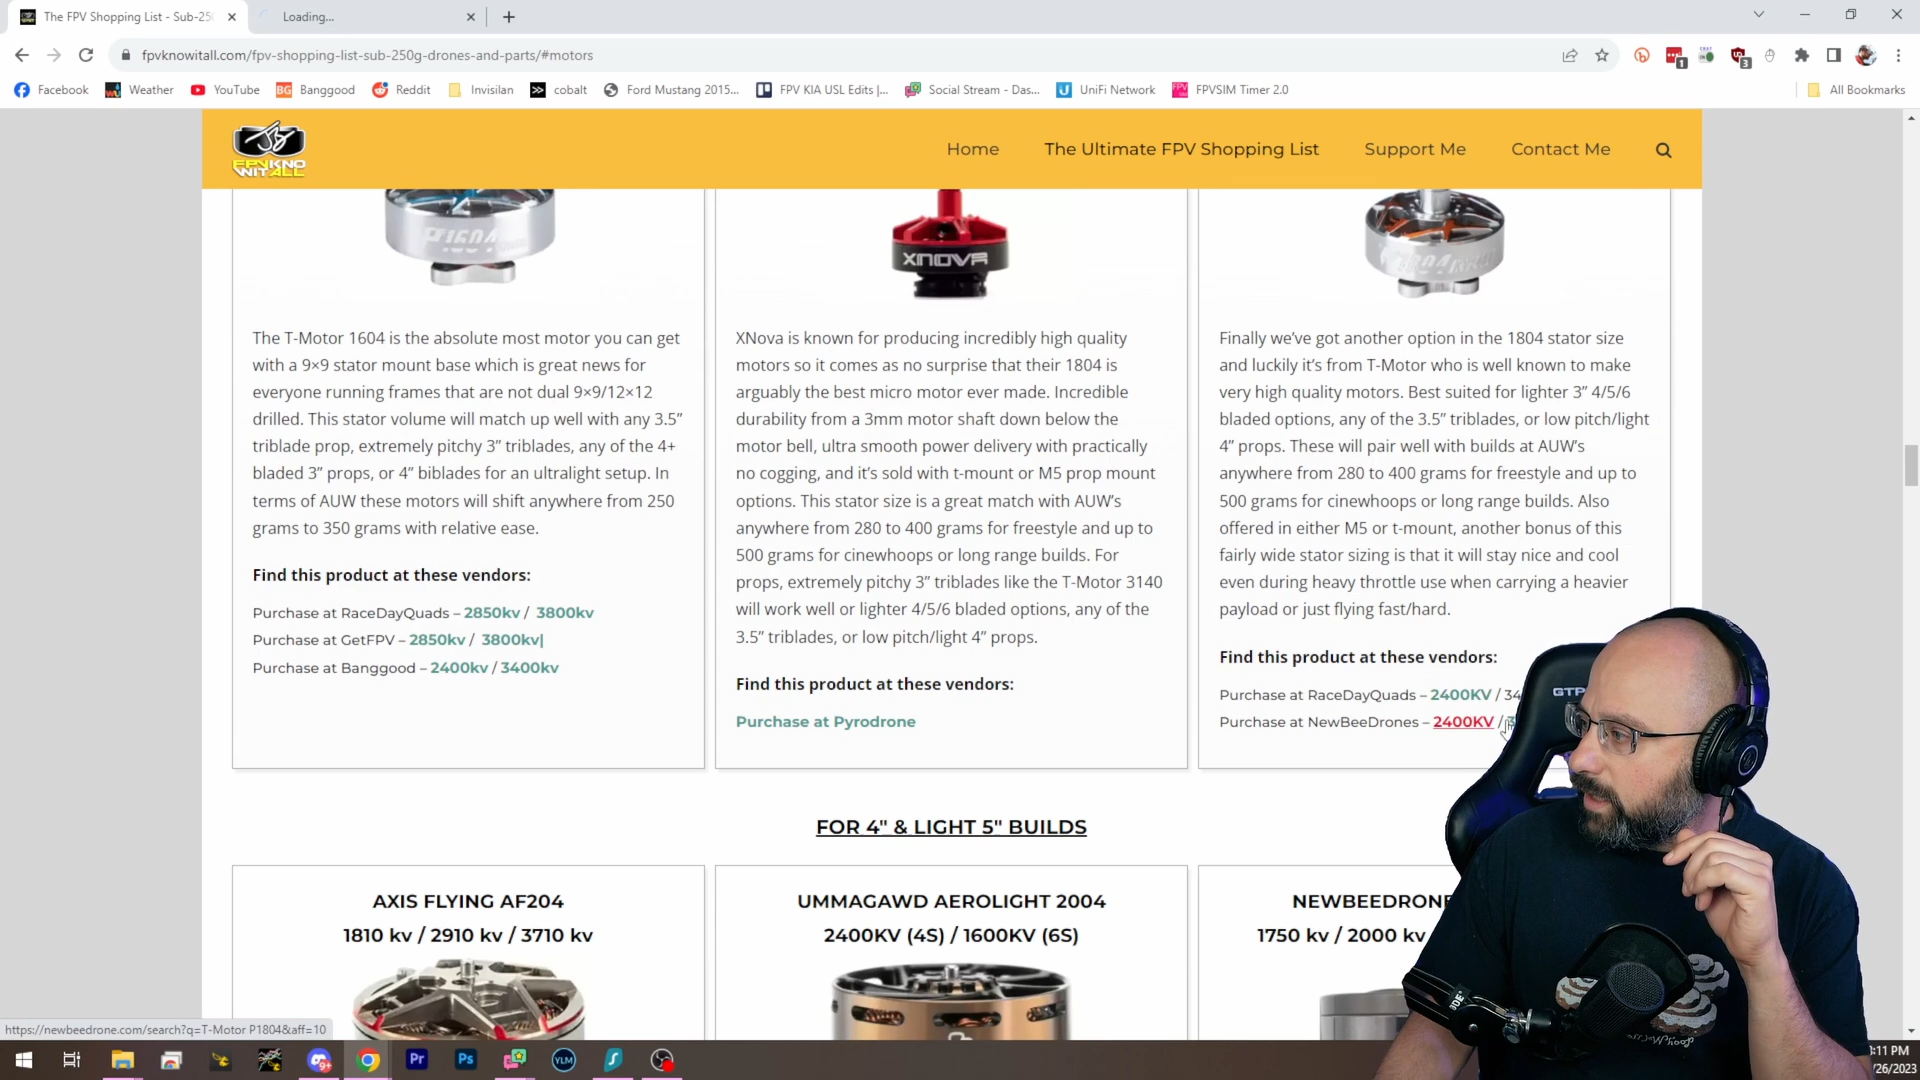 The FPV Shopping List - Sub-25
Loading...
fpvknowitall.com/fpv-shopping-list-sub-250g-drones-and-parts/#motors
1
3
Facebook
Weather
YouTube
BG
Banggood
Reddit
Invisilan
cobalt
Ford Mustang 2015...
FPV KIA USL Edits |...
Social Stream - Das...
UniFi Network
FPVSIM Timer 2.0
All Bookmarks
FPVKNO
WITALL
Home
The Ultimate FPV Shopping List
Support Me
Contact Me
XNOVA
The T-Motor 1604 is the absolute most motor you can get
with a 9×9 stator mount base which is great news for
everyone running frames that are not dual 9×9/12×12
drilled. This stator volume will match up well with any 3.5”
triblade prop, extremely pitchy 3” triblades, any of the 4+
bladed 3” props, or 4” biblades for an ultralight setup. In
terms of AUW these motors will shift anywhere from 250
grams to 350 grams with relative ease.
Find this product at these vendors:
Purchase at RaceDayQuads – 2850kv / 3800kv
Purchase at GetFPV – 2850kv / 3800kv|
Purchase at Banggood – 2400kv / 3400kv
XNova is known for producing incredibly high quality
motors so it comes as no surprise that their 1804 is
arguably the best micro motor ever made. Incredible
durability from a 3mm motor shaft down below the
motor bell, ultra smooth power delivery with practically
no cogging, and it’s sold with t-mount or M5 prop mount
options. This stator size is a great match with AUW’s
anywhere from 280 to 400 grams for freestyle and up to
500 grams for cinewhoops or long range builds. For
props, extremely pitchy 3” triblades like the T-Motor 3140
will work well or lighter 4/5/6 bladed options, any of the
3.5” triblades, or low pitch/light 4” props.
Find this product at these vendors:
Purchase at Pyrodrone
Finally we’ve got another option in the 1804 stator size
and luckily it’s from T-Motor who is well known to make
very high quality motors. Best suited for lighter 3” 4/5/6
bladed options, any of the 3.5” triblades, or low pitch/light
4” props. These will pair well with builds at AUW’s
anywhere from 280 to 400 grams for freestyle and up to
500 grams for cinewhoops or long range builds. Also
offered in either M5 or t-mount, another bonus of this
fairly wide stator sizing is that it will stay nice and cool
even during heavy throttle use when carrying a heavier
payload or just flying fast/hard.
Find this product at these vendors:
Purchase at RaceDayQuads – 2400KV / 34
Purchase at NewBeeDrones – 2400KV /
GTP
FOR 4" & LIGHT 5" BUILDS
AXIS FLYING AF204
1810 kv / 2910 kv / 3710 kv
UMMAGAWD AEROLIGHT 2004
2400KV (4S) / 1600KV (6S)
NEWBEEDRONE
1750 kv / 2000 kv
https://newbeedrone.com/search?q=T-Motor P1804&aff=10
9+
Pr
Ps
YLM
:11 PM
/26/2023